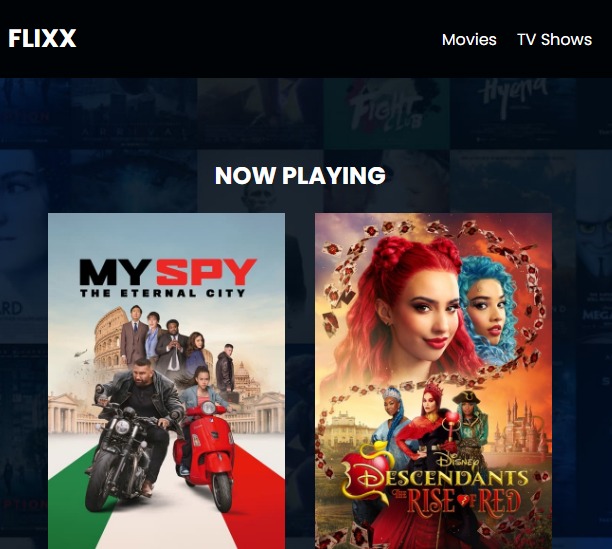 FLIXX
Movies TV Shows
ARRIVAL
FIGHT
CLUB
Hyena
NOW PLAYING
MY SPY
THE ETERNAL CITY
Disney
DESCENDANTS
THE RISE OF RED